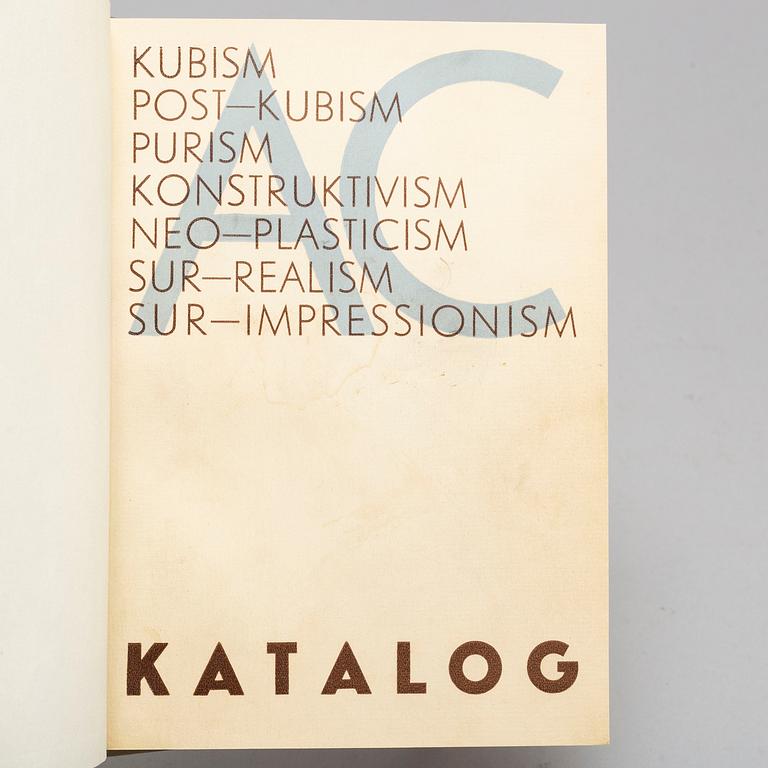 AC
KUBISM
POST—KUBISM
PURISM
KONSTRUKTIVISM
NEO—PLASTICISM
SUR—REALISM
SUR—IMPRESSIONISM
KATALOG